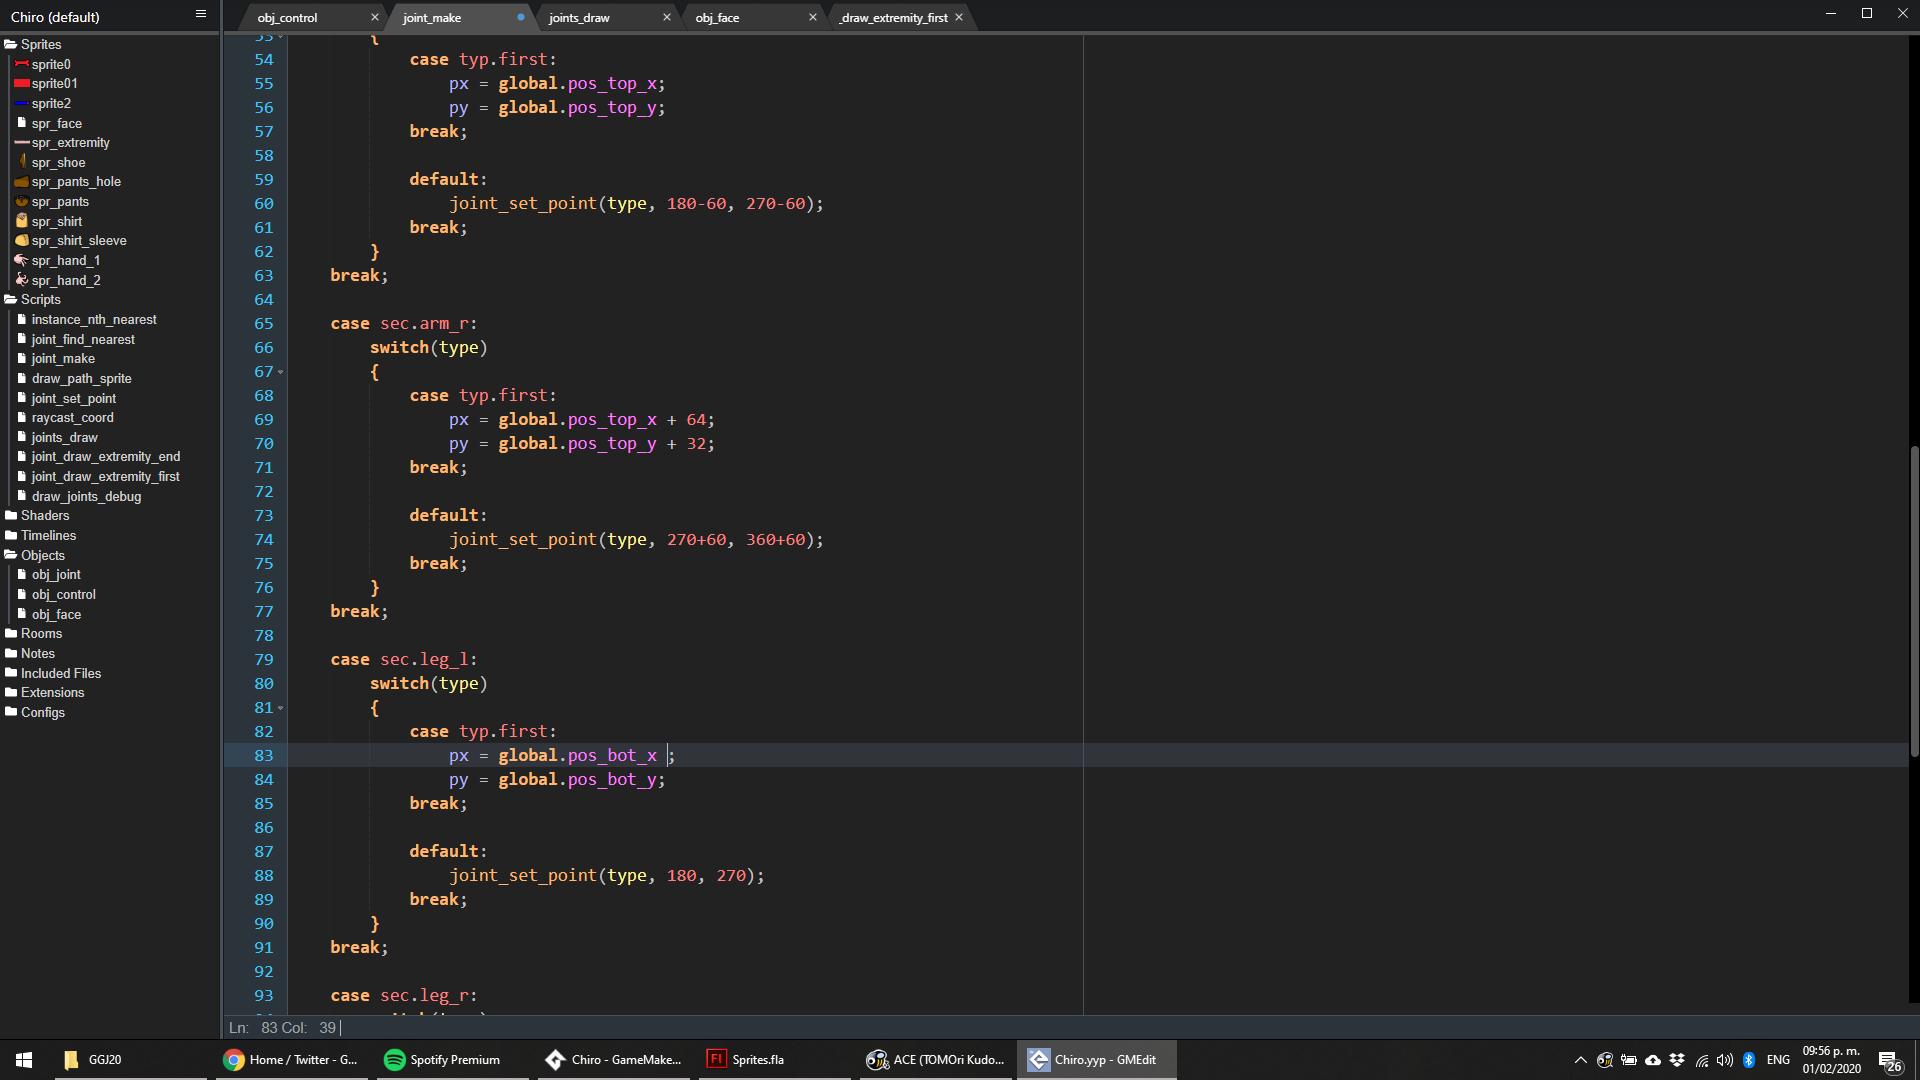 Chiro (default)
obj_control
joint_make
joints_draw
obj_face
_draw_extremity_first
Sprites
sprite0
sprite01
sprite2
spr_face
spr_extremity
spr_shoe
spr_pants_hole
spr_pants
spr_shirt
spr_shirt_sleeve
spr_hand_1
spr_hand_2
Scripts
instance_nth_nearest
joint_find_nearest
joint_make
draw_path_sprite
joint_set_point
raycast_coord
joints_draw
joint_draw_extremity_end
joint_draw_extremity_first
draw_joints_debug
Shaders
Timelines
Objects
obj_joint
obj_control
obj_face
Rooms
Notes
Included Files
Extensions
Configs
53 {
54 case typ.first:
55 px = global.pos_top_x;
56 py = global.pos_top_y;
57 break;
58
59 default:
60 joint_set_point(type, 180-60, 270-60);
61 break;
62 }
63 break;
64
65 case sec.arm_r:
66 switch(type)
67 {
68 case typ.first:
69 px = global.pos_top_x + 64;
70 py = global.pos_top_y + 32;
71 break;
72
73 default:
74 joint_set_point(type, 270+60, 360+60);
75 break;
76 }
77 break;
78
79 case sec.leg_l:
80 switch(type)
81 {
82 case typ.first:
83 px = global.pos_bot_x ;
84 py = global.pos_bot_y;
85 break;
86
87 default:
88 joint_set_point(type, 180, 270);
89 break;
90 }
91 break;
92
93 case sec.leg_r:
Ln: 83 Col: 39
GGJ20
Home / Twitter - G...
Spotify Premium
Chiro - GameMake...
Fl
Sprites.fla
ACE (TOMOri Kudo...
Chiro.yyp - GMEdit
ENG
09:56 p. m.
01/02/2020
26